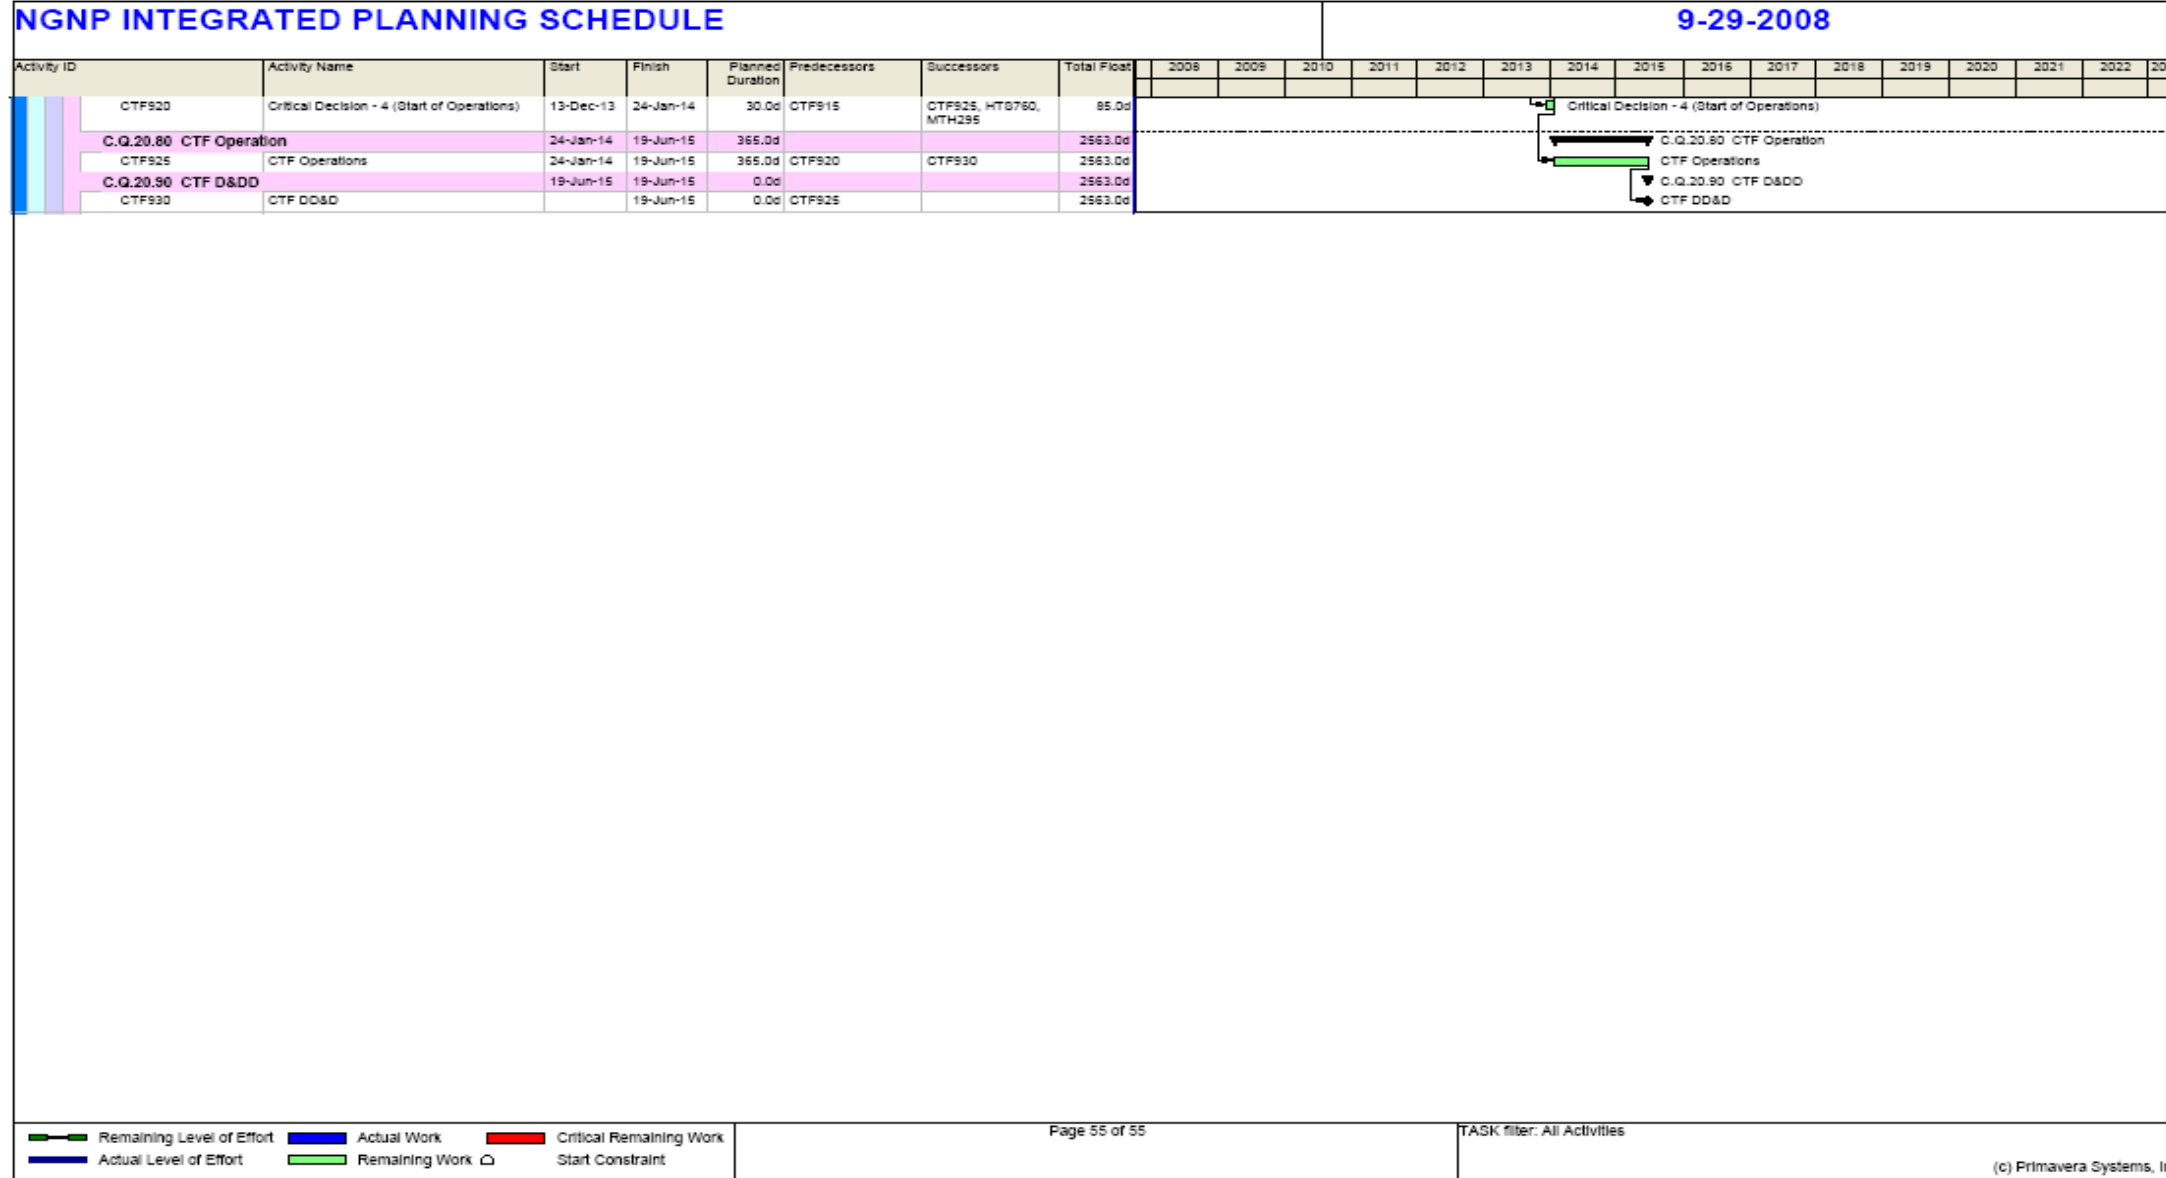 NGNP INTEGRATED PLANNING SCHEDULE 9-29-2008
Activity ID Activity Name Start Finish Planned Duration Predecessors Successors Total Float 2008 2009 2010 2011 2012 2013 2014 2015 2016 2017 2018 2019 2020 2021 2022 20
CTF920 Critical Decision - 4 (Start of Operations) 13-Dec-13 24-Jan-14 30.0d CTF915 CTF925, HTS760, MTH295 85.0d Critical Decision - 4 (Start of Operations)
C.Q.20.80 CTF Operation 24-Jan-14 19-Jun-15 365.0d 2563.0d C.Q.20.80 CTF Operation
CTF925 CTF Operations 24-Jan-14 19-Jun-15 365.0d CTF920 CTF930 2563.0d CTF Operations
C.Q.20.90 CTF D&DD 19-Jun-15 19-Jun-15 0.0d 2563.0d C.Q.20.90 CTF D&DD
CTF930 CTF DD&D 19-Jun-15 0.0d CTF925 2563.0d CTF DD&D
Remaining Level of Effort Actual Work Critical Remaining Work Page 55 of 55 TASK filter: All Activities
Actual Level of Effort Remaining Work Start Constraint
(c) Primavera Systems, I